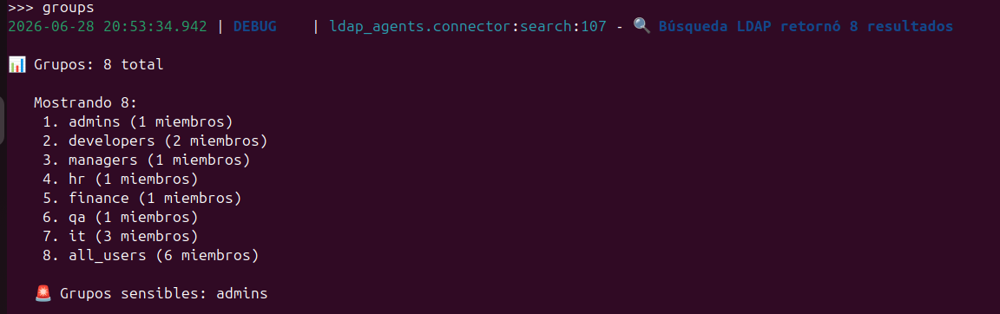 >>> groups
2026-06-28 20:53:34.942 | DEBUG    | ldap_agents.connector:search:107 - 🔍 Búsqueda LDAP retornó 8 resultados
📊 Grupos: 8 total
Mostrando 8:
1. admins (1 miembros)
2. developers (2 miembros)
3. managers (1 miembros)
4. hr (1 miembros)
5. finance (1 miembros)
6. qa (1 miembros)
7. it (3 miembros)
8. all_users (6 miembros)
🚨 Grupos sensibles: admins